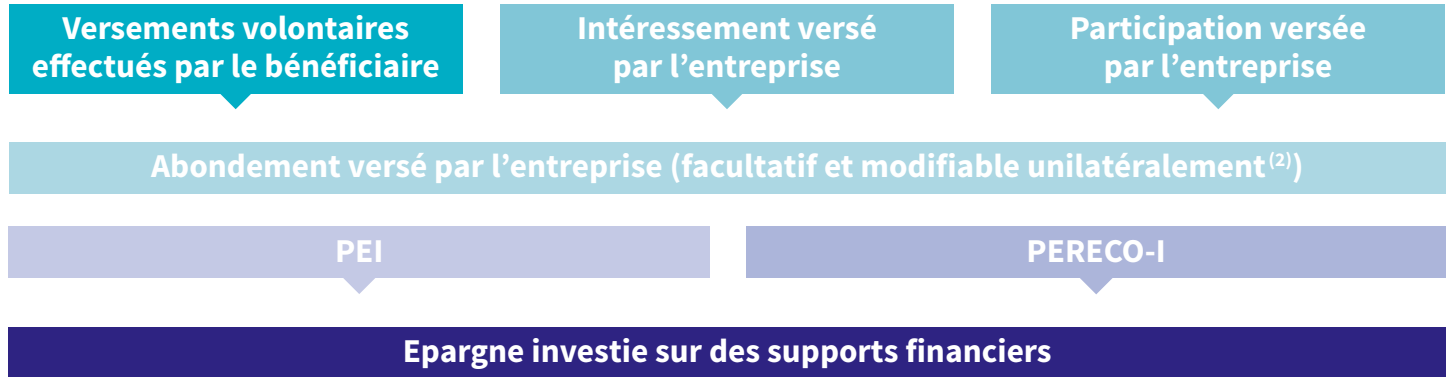 Versements volontaires
effectués par le bénéficiaire
Intéressement versé
par l’entreprise
Participation versée
par l’entreprise
Abondement versé par l’entreprise (facultatif et modifiable unilatéralement(2))
PEI
PERECO-I
Epargne investie sur des supports financiers